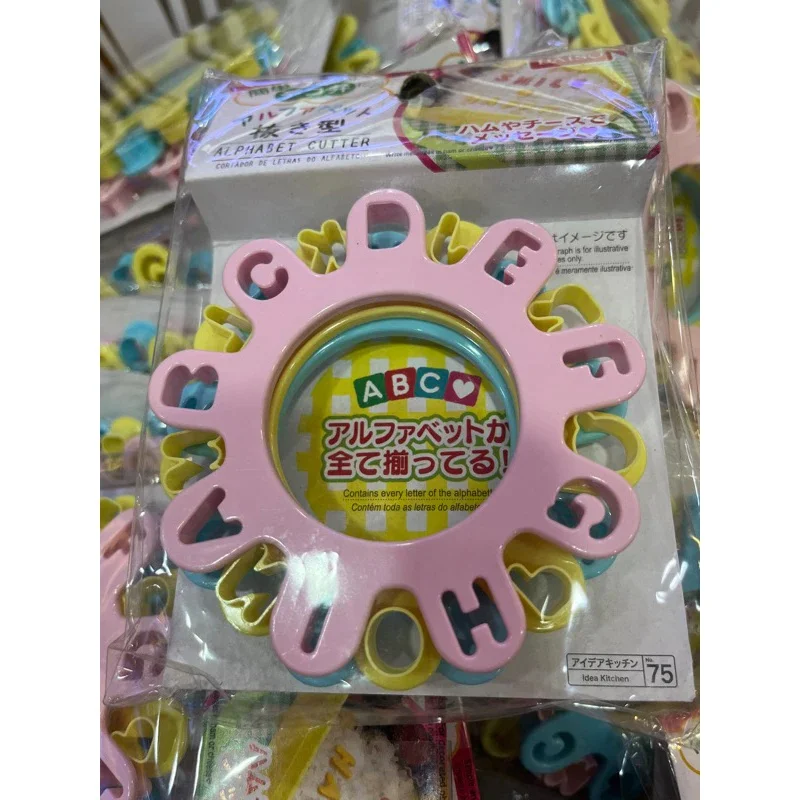 アルファベット
抜き型
ALPHABET CUTTER
CORTADOR DE LETRAS DO ALFABETO
ハムやチーズで
メッセージ♥
はイメージです
raph is for illustrative
es only.
é meramente ilustrativa
A
B
C
D
E
F
G
H
I
ABC♥
アルファベットが
全て揃ってる!
Contains every letter of the alphabet
Contém toda as letras do alfabeto
アイデアキッチン
Idea Kitchen
No.
75